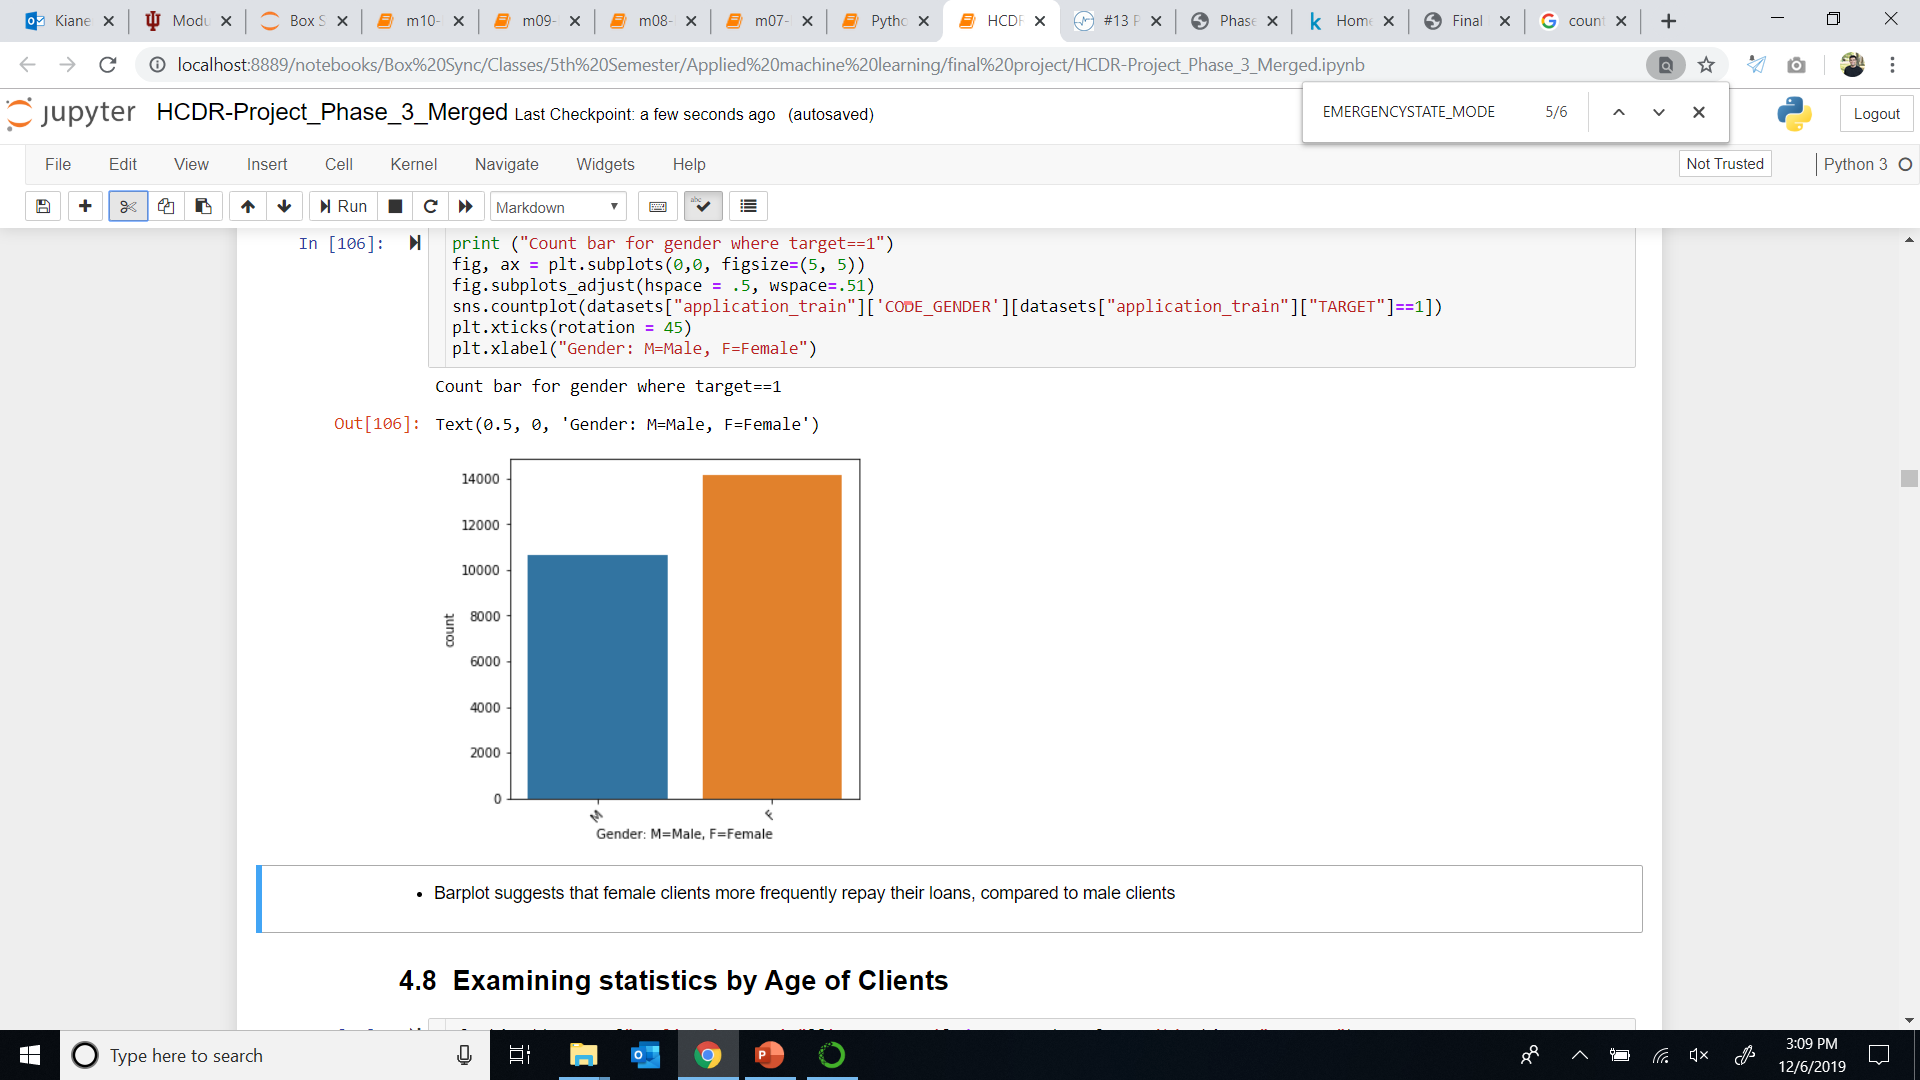 Kiane
Modu
Box S
m10-
m09-
m08-
m07-
Pytho
HCDF
#13 P
Phase
Home
Final
count
localhost:8889/notebooks/Box%20Sync/Classes/5th%20Semester/Applied%20machine%20learning/final%20project/HCDR-Project_Phase_3_Merged.ipynb
EMERGENCYSTATE_MODE 5/6
jupyter HCDR-Project_Phase_3_Merged Last Checkpoint: a few seconds ago (autosaved)
Logout
File Edit View Insert Cell Kernel Navigate Widgets Help
Not Trusted
Python 3
Run
Markdown
abc
In [106]:
print ("Count bar for gender where target==1")
fig, ax = plt.subplots(0,0, figsize=(5, 5))
fig.subplots_adjust(hspace = .5, wspace=.51)
sns.countplot(datasets["application_train"]['CODE_GENDER'][datasets["application_train"]["TARGET"]==1])
plt.xticks(rotation = 45)
plt.xlabel("Gender: M=Male, F=Female")
Count bar for gender where target==1
Out[106]: Text(0.5, 0, 'Gender: M=Male, F=Female')
14000
12000
10000
8000
6000
4000
2000
0
count
M
F
Gender: M=Male, F=Female
• Barplot suggests that female clients more frequently repay their loans, compared to male clients
4.8 Examining statistics by Age of Clients
Type here to search
3:09 PM
12/6/2019